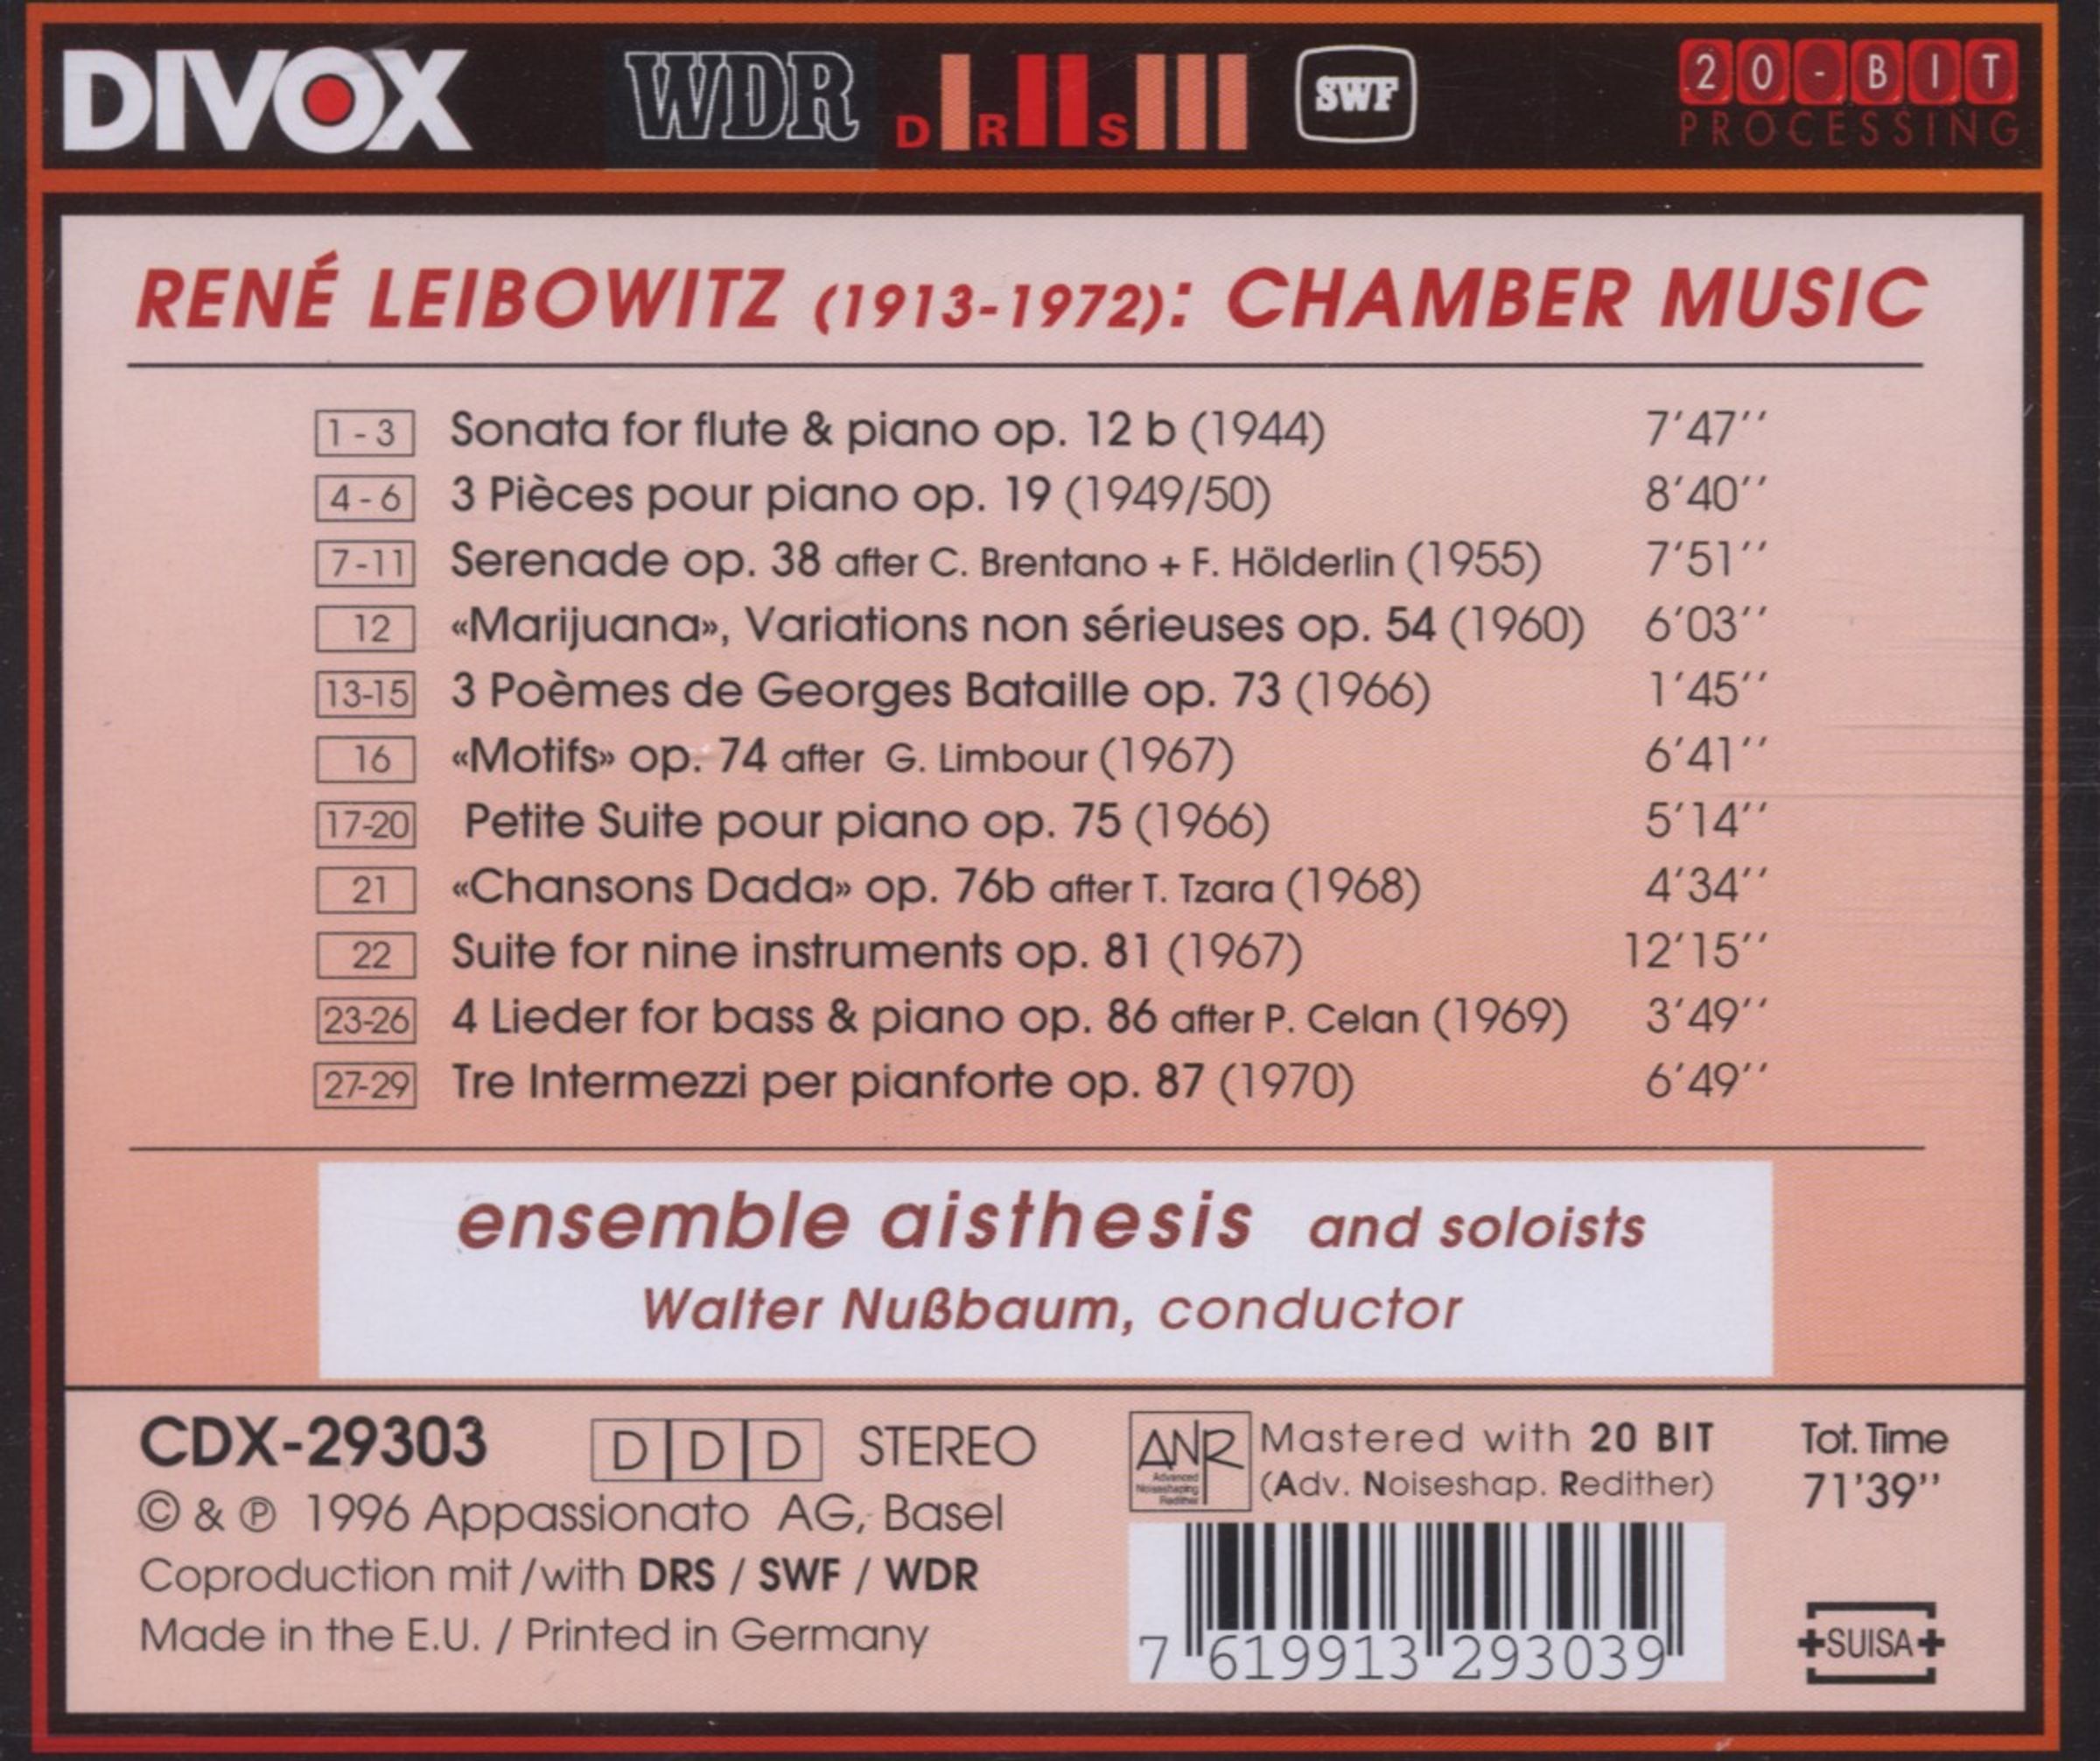 DIVOX WDR DRS SWF 20-BIT
PROCESSING
RENÉ LEIBOWITZ (1913-1972): CHAMBER MUSIC
1 - 3 Sonata for flute & piano op. 12 b (1944) 7'47''
4 - 6 3 Pièces pour piano op. 19 (1949/50) 8'40''
7 - 11 Serenade op. 38 after C. Brentano + F. Hölderlin (1955) 7'51''
12 «Marijuana», Variations non sérieuses op. 54 (1960) 6'03''
13-15 3 Poèmes de Georges Bataille op. 73 (1966) 1'45''
16 «Motifs» op. 74 after G. Limbour (1967) 6'41''
17-20 Petite Suite pour piano op. 75 (1966) 5'14''
21 «Chansons Dada» op. 76b after T. Tzara (1968) 4'34''
22 Suite for nine instruments op. 81 (1967) 12'15''
23-26 4 Lieder for bass & piano op. 86 after P. Celan (1969) 3'49''
27-29 Tre Intermezzi per pianforte op. 87 (1970) 6'49''
ensemble aisthesis and soloists
Walter Nußbaum, conductor
CDX-29303 DDD STEREO
© & ℗ 1996 Appassionato AG, Basel
Coproduction mit / with DRS / SWF / WDR
Made in the E.U. / Printed in Germany
ANR Mastered with 20 BIT
Advanced
Noiseshaping
Redither
(Adv. Noiseshap. Redither)
Tot. Time
71'39''
7 619913 293039
SUISA